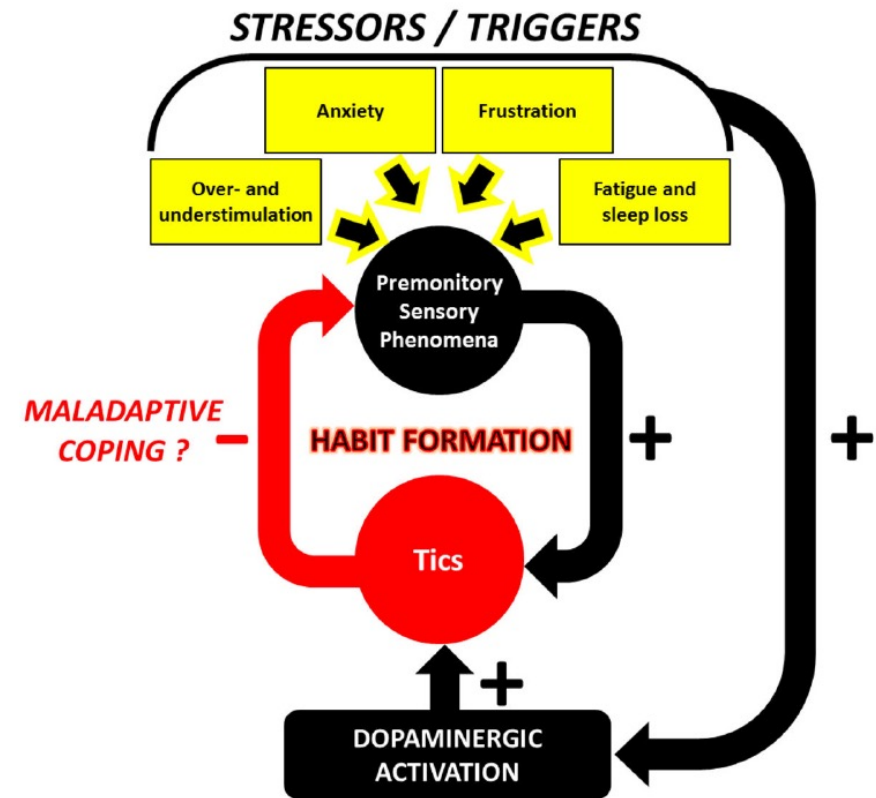 STRESSORS / TRIGGERS
Anxiety
Frustration
Over- and
understimulation
Fatigue and
sleep loss
Premonitory
Sensory
Phenomena
MALADAPTIVE
COPING ?
-
HABIT FORMATION
+
+
Tics
+
DOPAMINERGIC
ACTIVATION